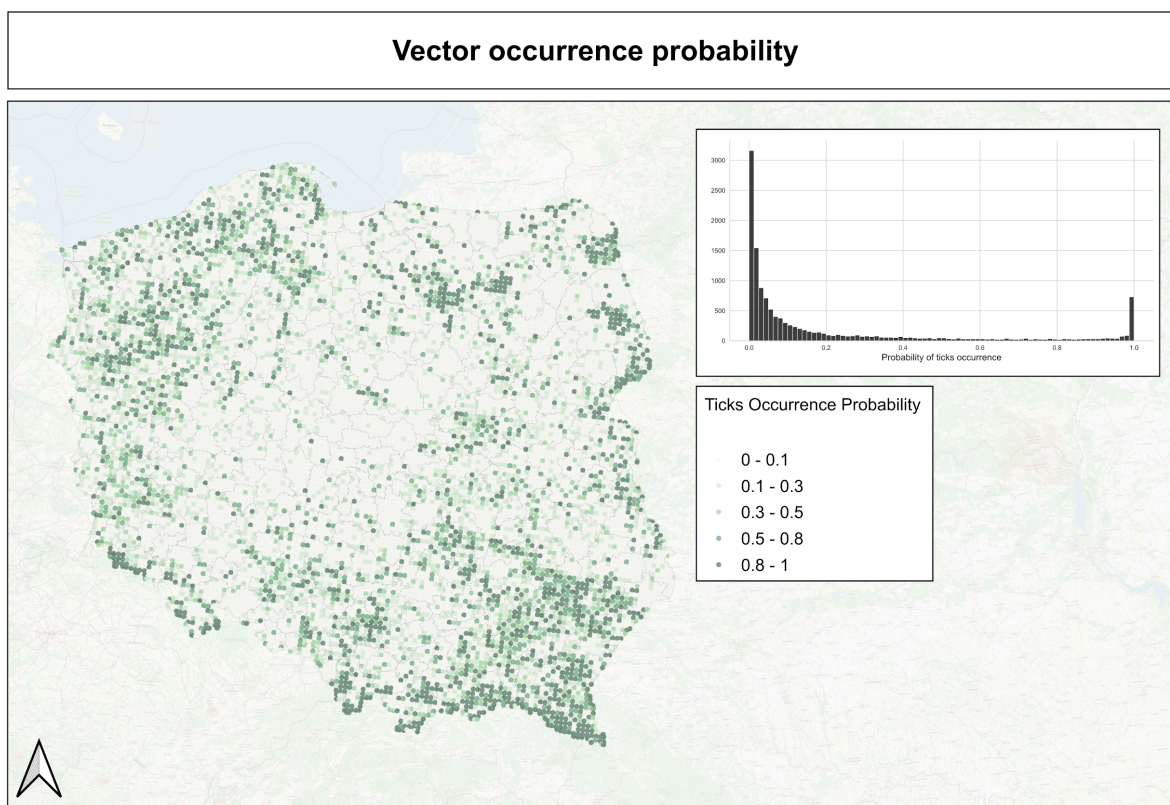 Vector occurrence probability
3000
2500
2000
1500
1000
500
0
0.0 0.2 0.4 0.6 0.8 1.0
Probability of ticks occurrence
Ticks Occurrence Probability
0 - 0.1
0.1 - 0.3
0.3 - 0.5
0.5 - 0.8
0.8 - 1